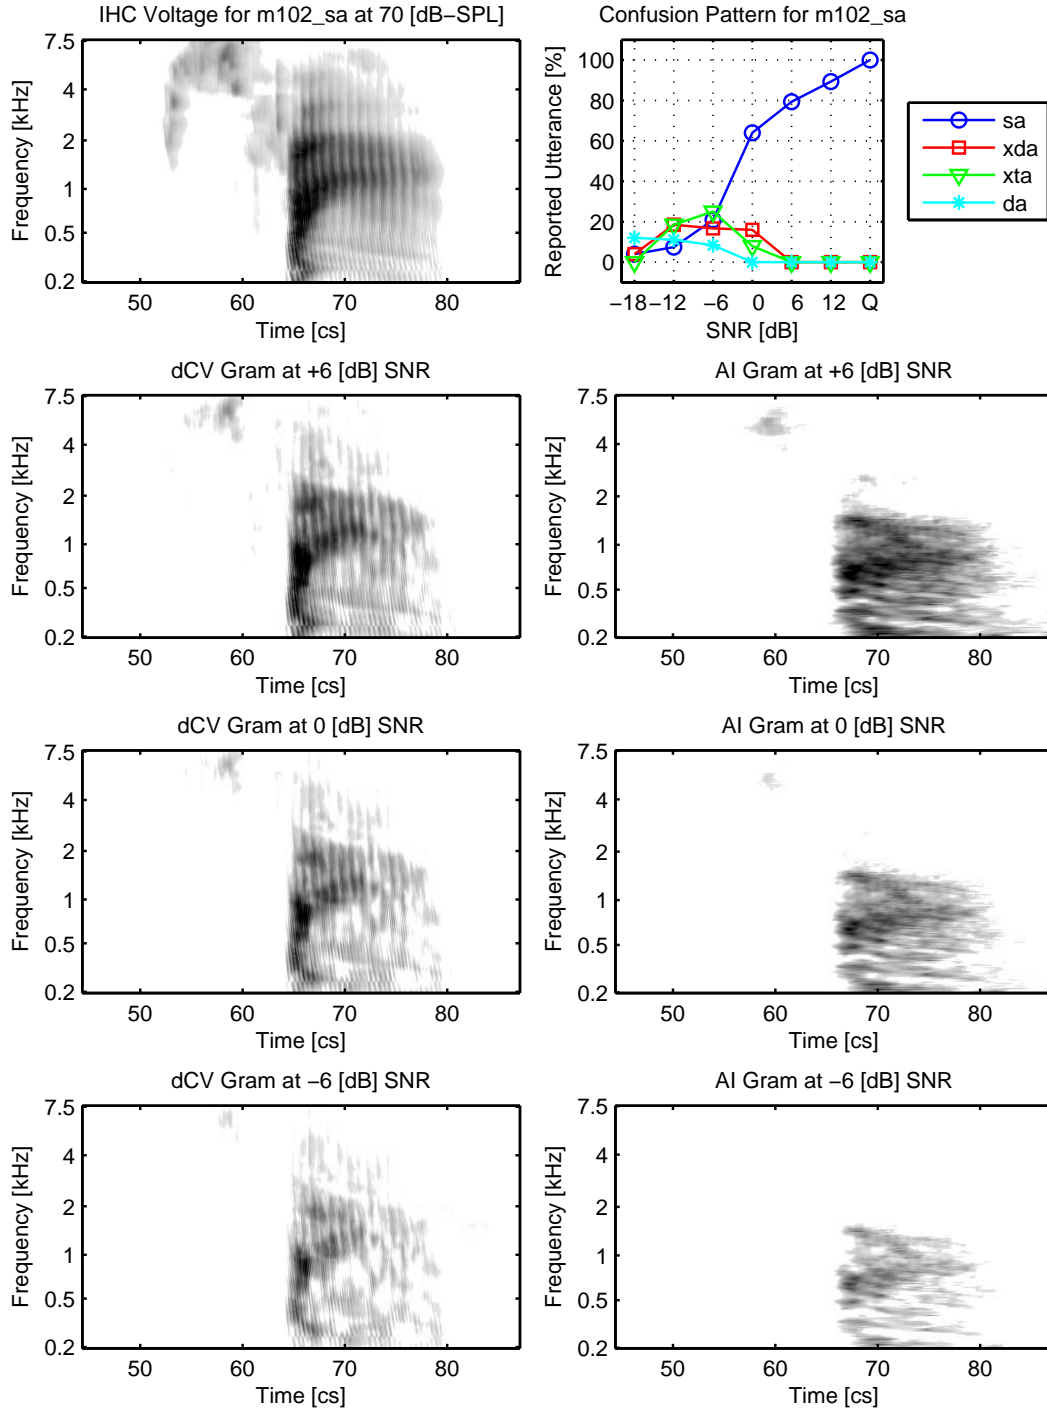 IHC Voltage for m102_sa at 70 [dB−SPL]
7.5
4
2
1
0.5
0.2
Frequency [kHz]
50 60 70 80
Time [cs]
Confusion Pattern for m102_sa
100
80
60
40
20
0
Reported Utterance [%]
−18 −12 −6 0 6 12 Q
SNR [dB]
sa
xda
xta
da
dCV Gram at +6 [dB] SNR
7.5
4
2
1
0.5
0.2
Frequency [kHz]
50 60 70 80
Time [cs]
AI Gram at +6 [dB] SNR
7.5
4
2
1
0.5
0.2
Frequency [kHz]
50 60 70 80
Time [cs]
dCV Gram at 0 [dB] SNR
7.5
4
2
1
0.5
0.2
Frequency [kHz]
50 60 70 80
Time [cs]
AI Gram at 0 [dB] SNR
7.5
4
2
1
0.5
0.2
Frequency [kHz]
50 60 70 80
Time [cs]
dCV Gram at −6 [dB] SNR
7.5
4
2
1
0.5
0.2
Frequency [kHz]
50 60 70 80
Time [cs]
AI Gram at −6 [dB] SNR
7.5
4
2
1
0.5
0.2
Frequency [kHz]
50 60 70 80
Time [cs]